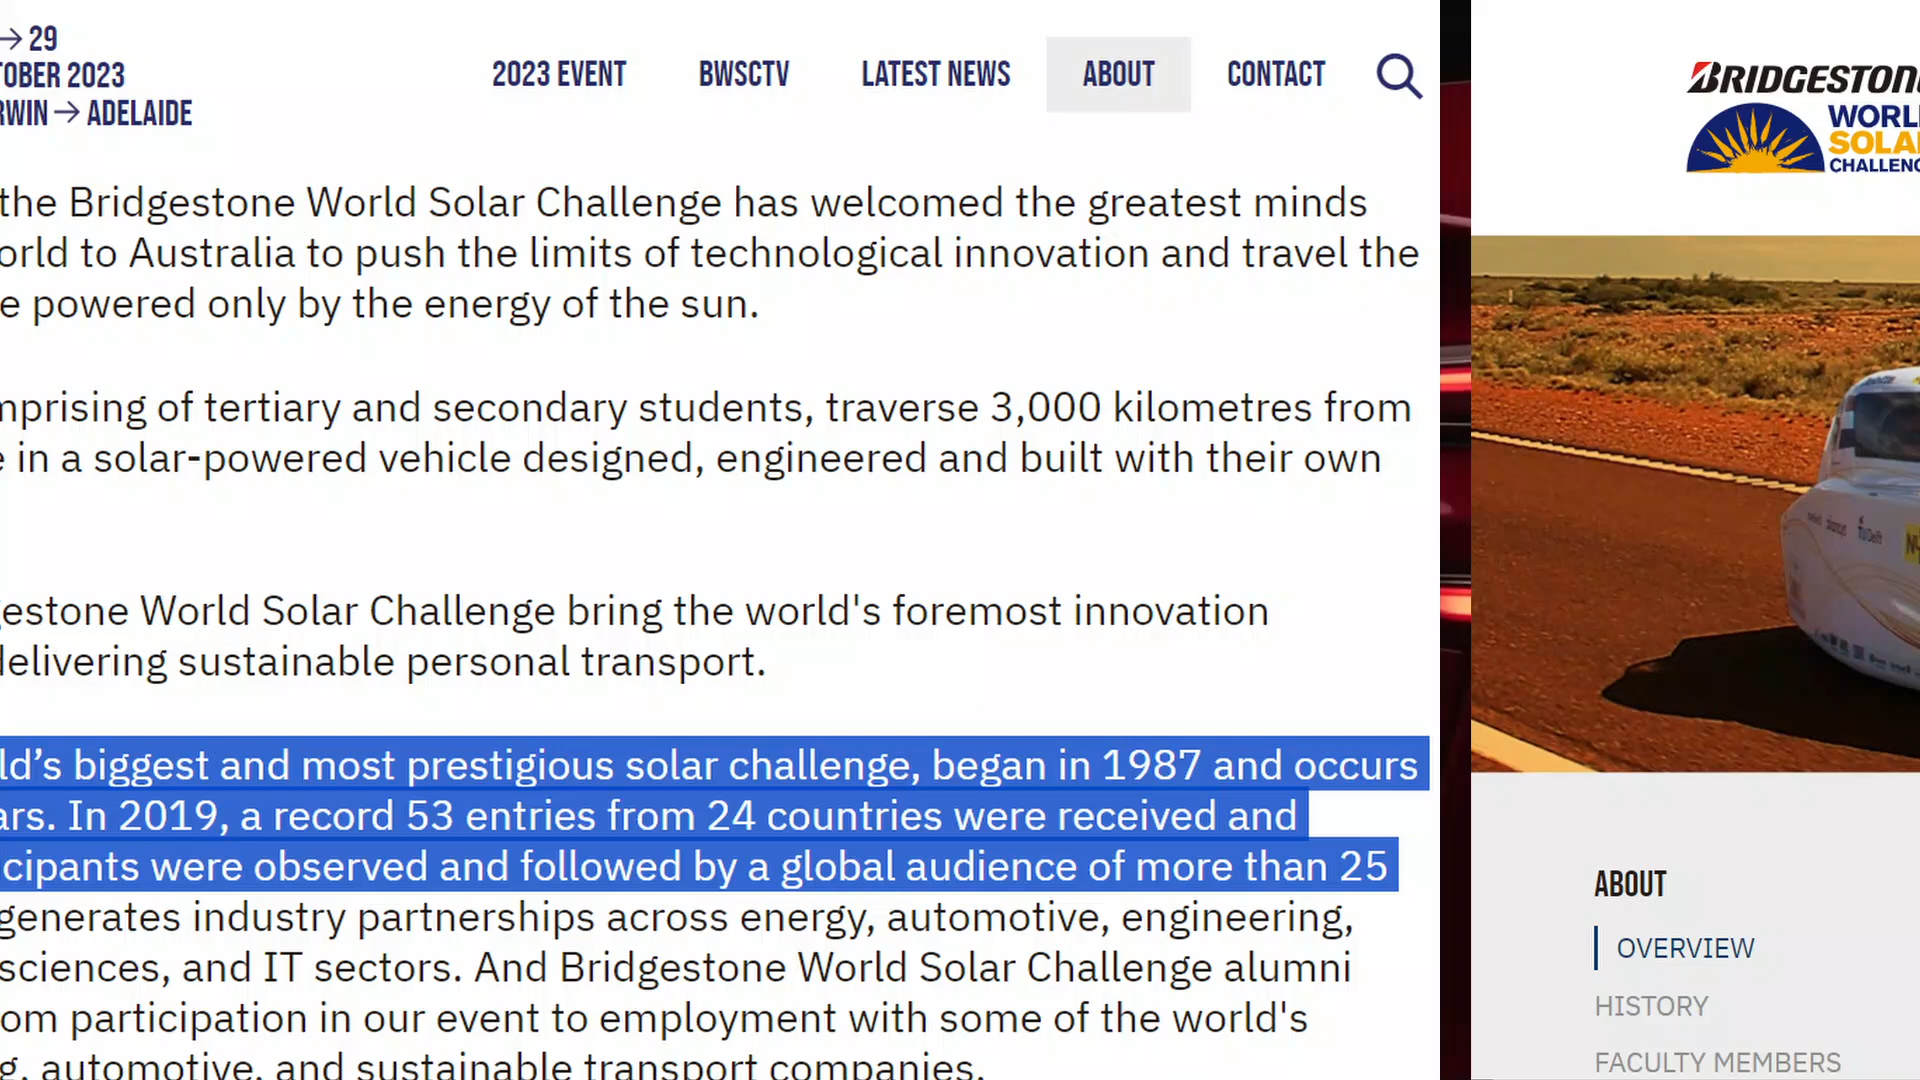 → 29
OBER 2023
RWIN → ADELAIDE
2023 EVENT
BWSCTV
LATEST NEWS
ABOUT
CONTACT
the Bridgestone World Solar Challenge has welcomed the greatest minds
orld to Australia to push the limits of technological innovation and travel the
e powered only by the energy of the sun.
mprising of tertiary and secondary students, traverse 3,000 kilometres from
e in a solar-powered vehicle designed, engineered and built with their own
gestone World Solar Challenge bring the world's foremost innovation
delivering sustainable personal transport.
ld’s biggest and most prestigious solar challenge, began in 1987 and occurs
ars. In 2019, a record 53 entries from 24 countries were received and
cipants were observed and followed by a global audience of more than 25
generates industry partnerships across energy, automotive, engineering,
sciences, and IT sectors. And Bridgestone World Solar Challenge alumni
om participation in our event to employment with some of the world's
g, automotive, and sustainable transport companies.
BRIDGESTON
WORL
SOLA
CHALLENG
ABOUT
OVERVIEW
HISTORY
FACULTY MEMBERS